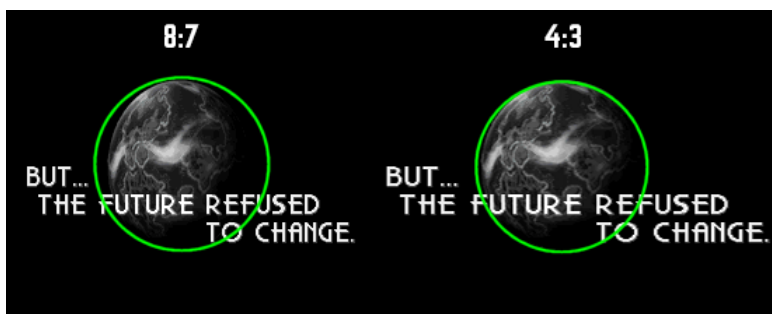 8:7
BUT...
THE FUTURE REFUSED
TO CHANGE.
4:3
BUT...
THE FUTURE REFUSED
TO CHANGE.